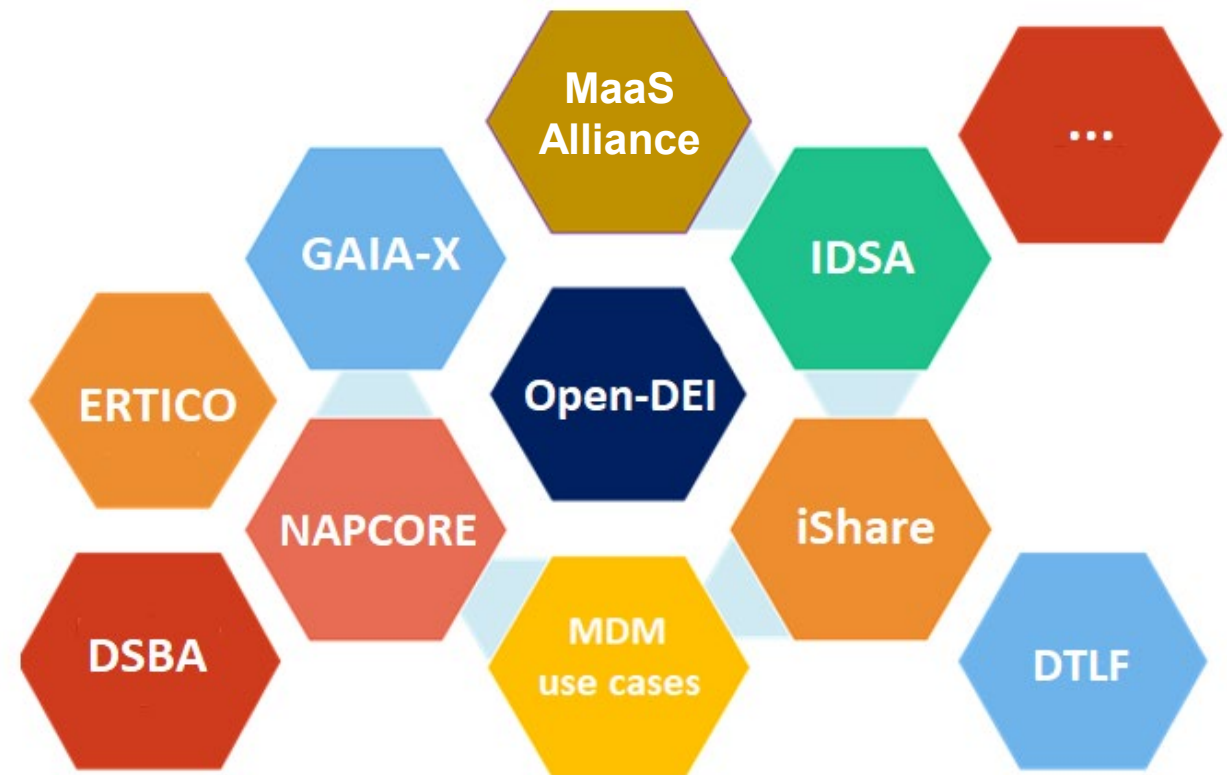 MaaS
Alliance
...
GAIA-X
IDSA
ERTICO
Open-DEI
NAPCORE
iShare
DSBA
MDM
use cases
DTLF